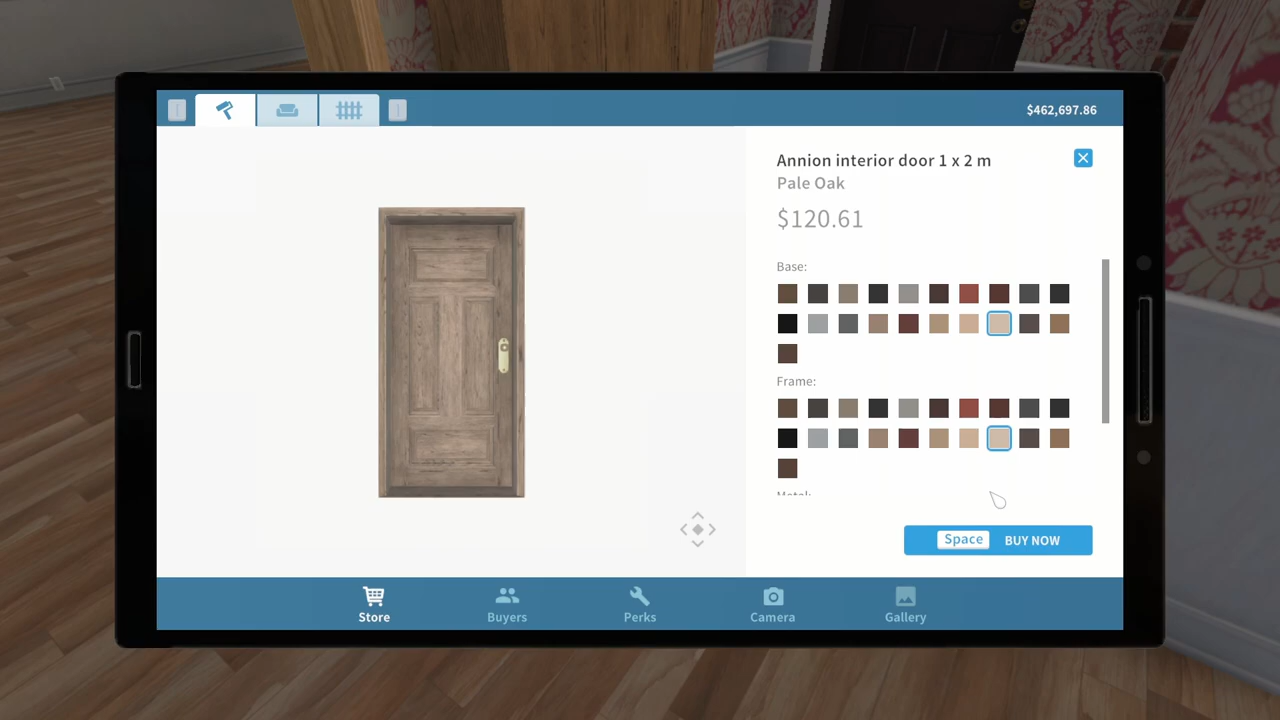 $462,697.86
Annion interior door 1 x 2 m
Pale Oak
$120.61
Base:
Frame:
Metal:
Space BUY NOW
Store Buyers Perks Camera Gallery